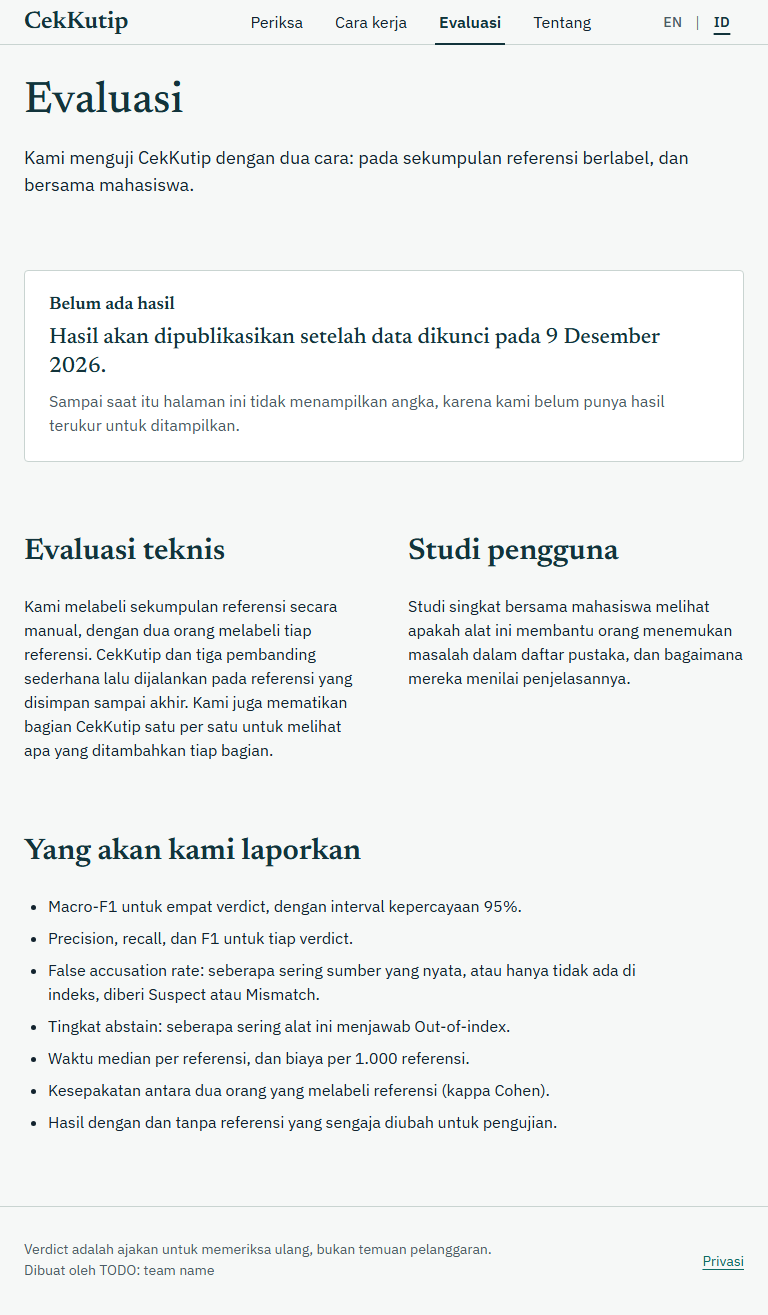 CekKutip
Periksa
Cara kerja
Evaluasi
Tentang
EN | ID
Evaluasi
Kami menguji CekKutip dengan dua cara: pada sekumpulan referensi berlabel, dan
bersama mahasiswa.
Belum ada hasil
Hasil akan dipublikasikan setelah data dikunci pada 9 Desember
2026.
Sampai saat itu halaman ini tidak menampilkan angka, karena kami belum punya hasil
terukur untuk ditampilkan.
Evaluasi teknis
Kami melabeli sekumpulan referensi secara
manual, dengan dua orang melabeli tiap
referensi. CekKutip dan tiga pembanding
sederhana lalu dijalankan pada referensi yang
disimpan sampai akhir. Kami juga mematikan
bagian CekKutip satu per satu untuk melihat
apa yang ditambahkan tiap bagian.
Studi pengguna
Studi singkat bersama mahasiswa melihat
apakah alat ini membantu orang menemukan
masalah dalam daftar pustaka, dan bagaimana
mereka menilai penjelasannya.
Yang akan kami laporkan
• Macro-F1 untuk empat verdict, dengan interval kepercayaan 95%.
• Precision, recall, dan F1 untuk tiap verdict.
• False accusation rate: seberapa sering sumber yang nyata, atau hanya tidak ada di
indeks, diberi Suspect atau Mismatch.
• Tingkat abstain: seberapa sering alat ini menjawab Out-of-index.
• Waktu median per referensi, dan biaya per 1.000 referensi.
• Kesepakatan antara dua orang yang melabeli referensi (kappa Cohen).
• Hasil dengan dan tanpa referensi yang sengaja diubah untuk pengujian.
Verdict adalah ajakan untuk memeriksa ulang, bukan temuan pelanggaran.
Dibuat oleh TODO: team name
Privasi